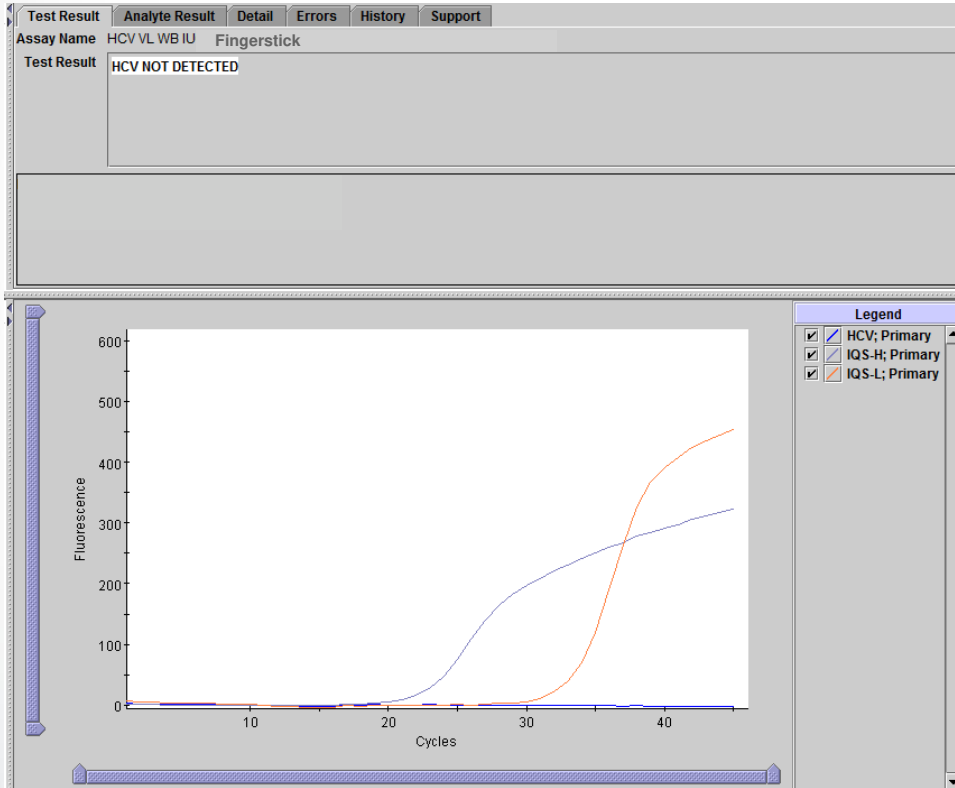 Test Result Analyte Result Detail Errors History Support
Assay Name HCV VL WB IU Fingerstick
Test Result HCV NOT DETECTED
Legend
HCV; Primary
IQS-H; Primary
IQS-L; Primary
600
500
400
300
200
100
0
Fluorescence
10 20 30 40
Cycles